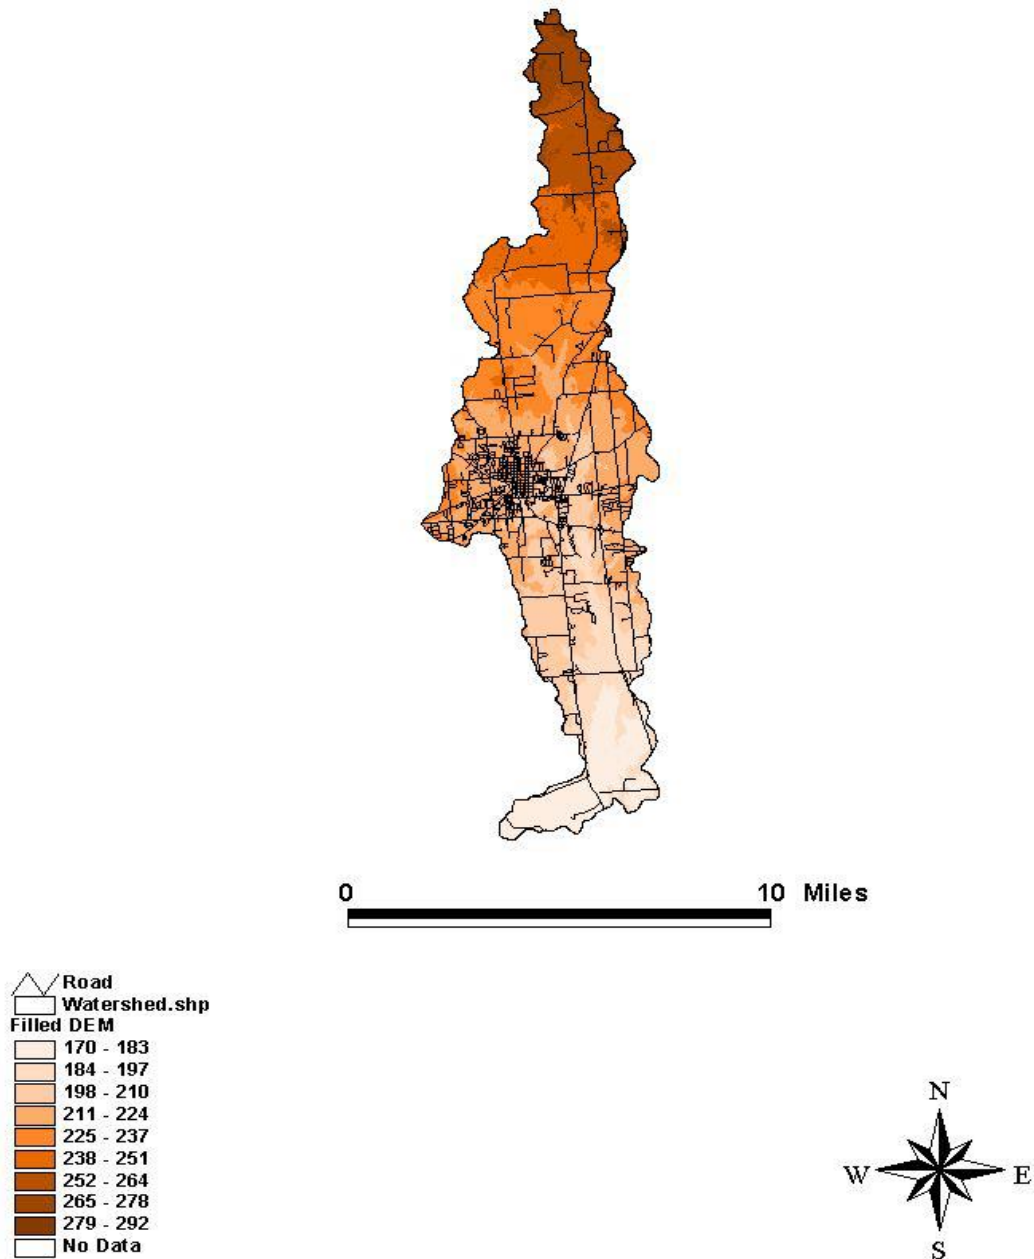 0 10 Miles
Road
Watershed.shp
Filled DEM
170 - 183
184 - 197
198 - 210
211 - 224
225 - 237
238 - 251
252 - 264
265 - 278
279 - 292
No Data
N
W E
S